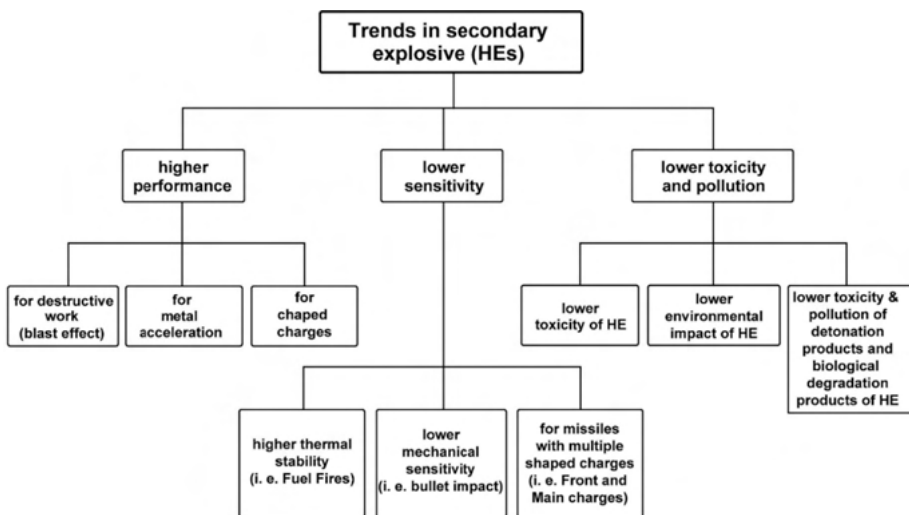 Trends in secondary
explosive (HEs)
higher
performance
lower
sensitivity
lower toxicity
and pollution
for destructive
work
(blast effect)
for
metal
acceleration
for
chaped
charges
lower
toxicity of HE
lower
environmental
impact of HE
lower toxicity &
pollution of
detonation
products and
biological
degradation
products of HE
higher thermal
stability
(i. e. Fuel Fires)
lower
mechanical
sensitivity
(i. e. bullet impact)
for missiles
with multiple
shaped charges
(i. e. Front and
Main charges)